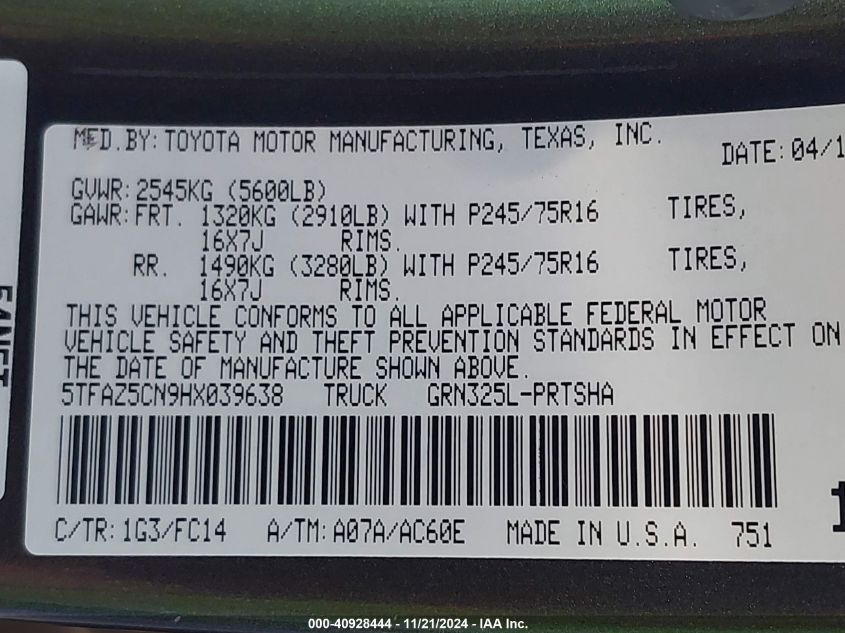 MFD.BY: TOYOTA MOTOR MANUFACTURING, TEXAS, INC.
DATE: 04/1
GVWR: 2545KG (5600LB)
GAWR: FRT. 1320KG (2910LB) WITH P245/75R16 TIRES,
16X7J RIMS.
RR. 1490KG (3280LB) WITH P245/75R16 TIRES,
16X7J RIMS.
THIS VEHICLE CONFORMS TO ALL APPLICABLE FEDERAL MOTOR
VEHICLE SAFETY AND THEFT PREVENTION STANDARDS IN EFFECT ON
THE DATE OF MANUFACTURE SHOWN ABOVE.
5TFAZ5CN9HX039638 TRUCK GRN325L-PRTSHA
C/TR: 1G3/FC14 A/TM: A07A/AC60E MADE IN U.S.A. 751
000-40928444 - 11/21/2024 - IAA Inc.